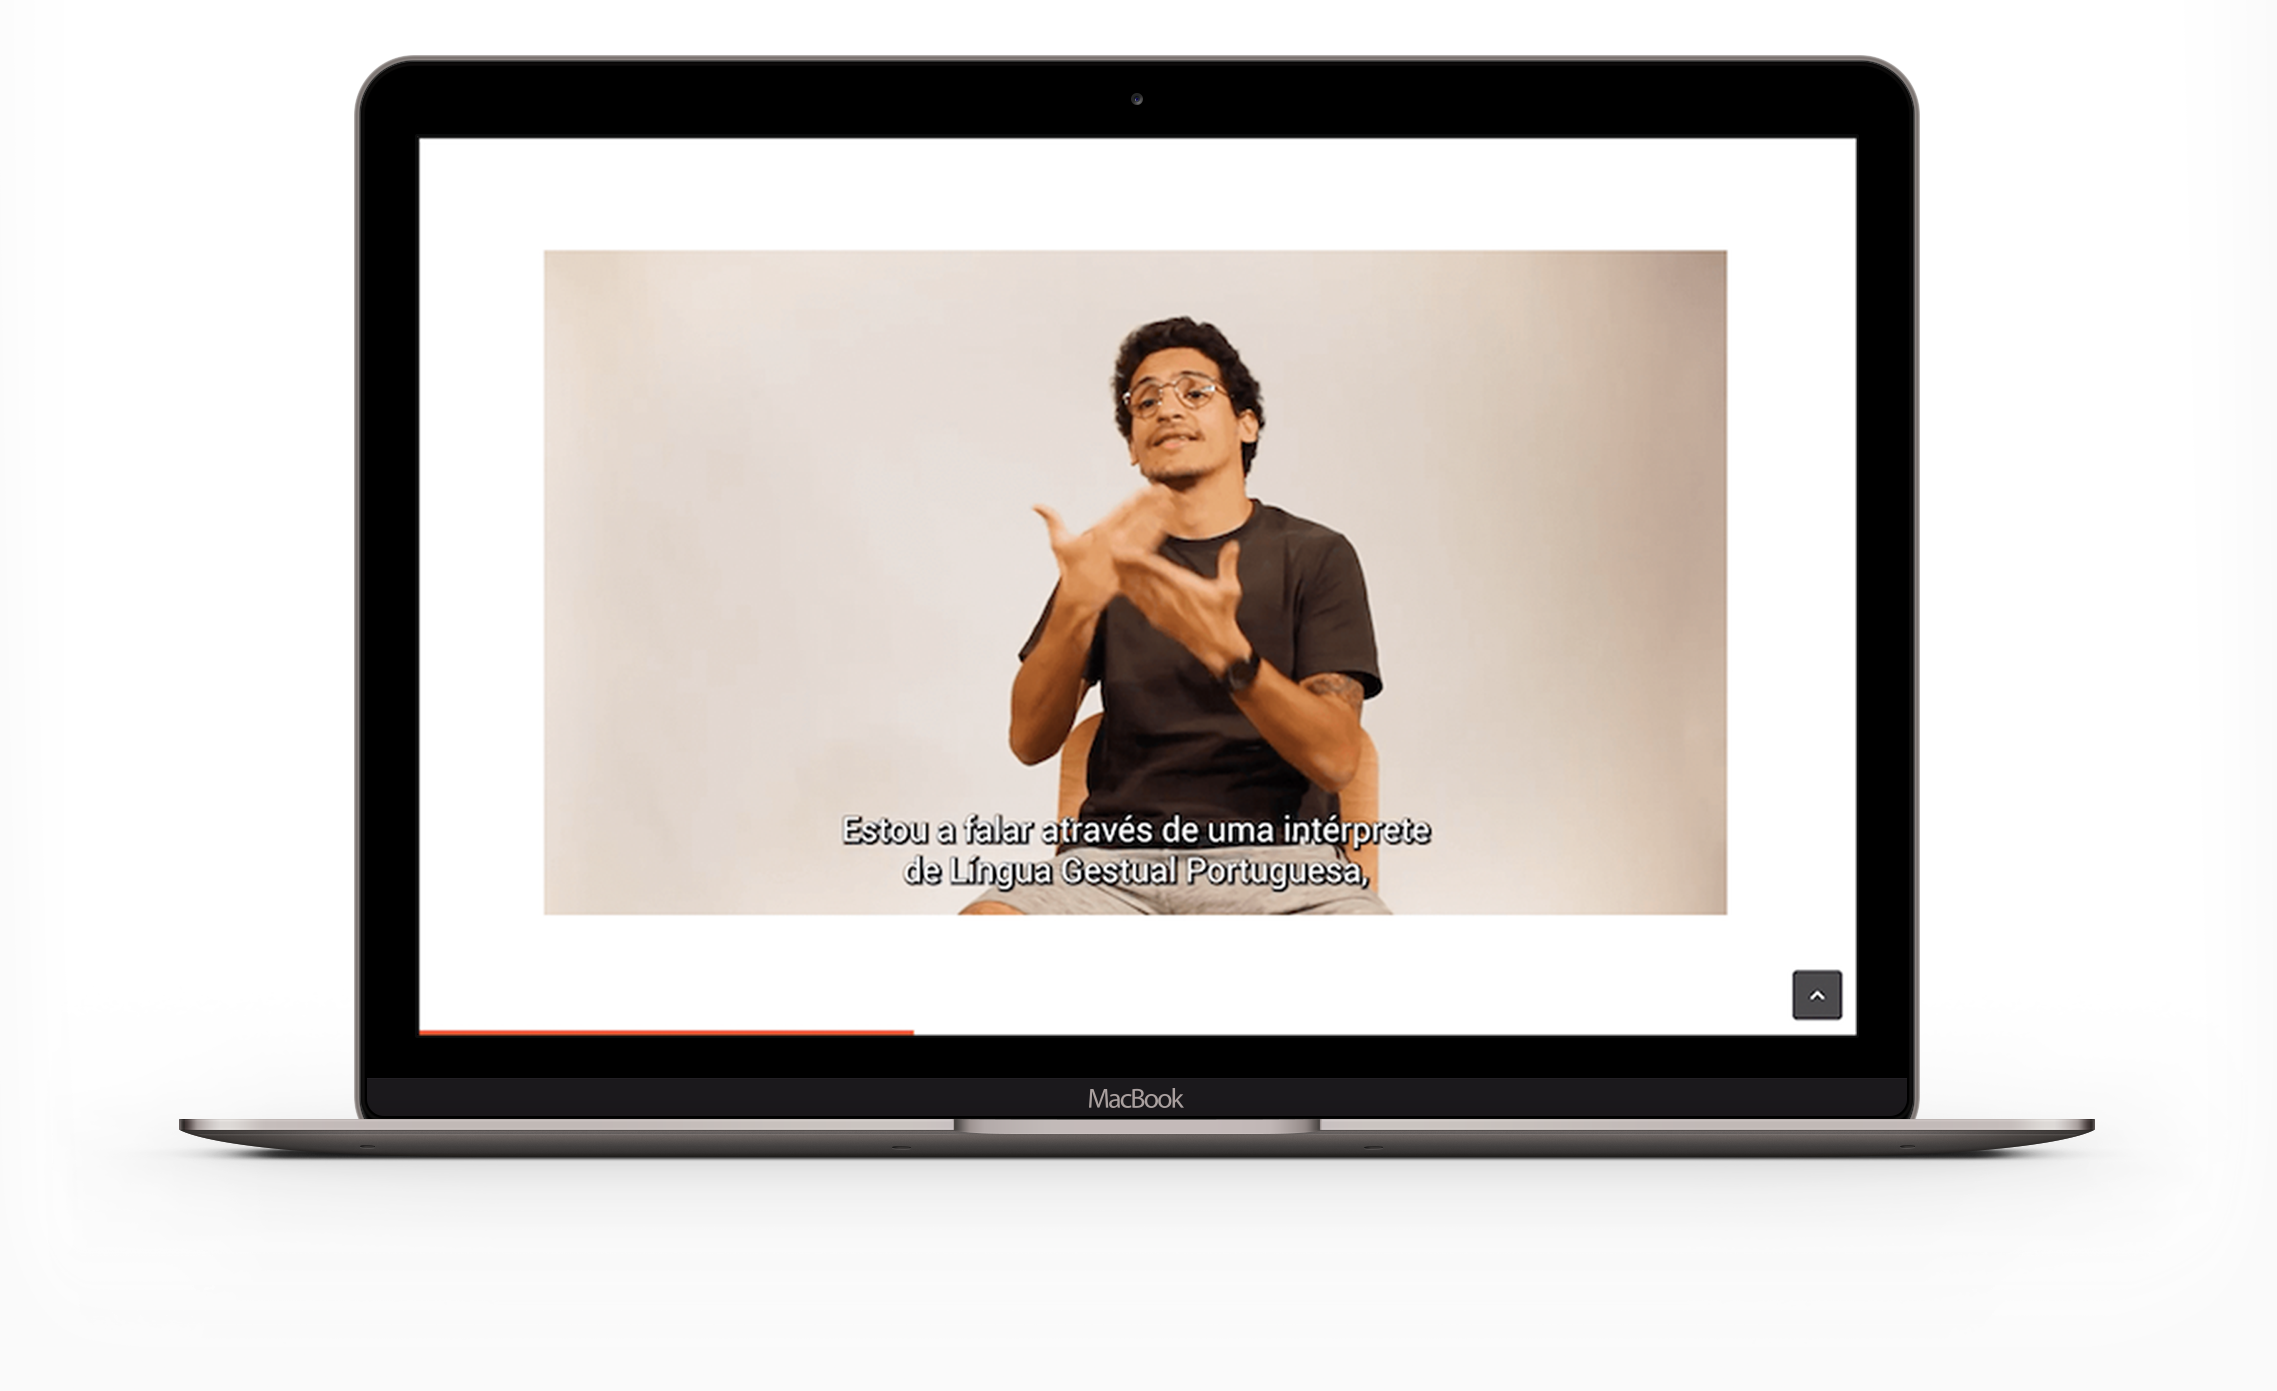 Estou a falar através de uma intérprete
de Língua Gestual Portuguesa,
MacBook